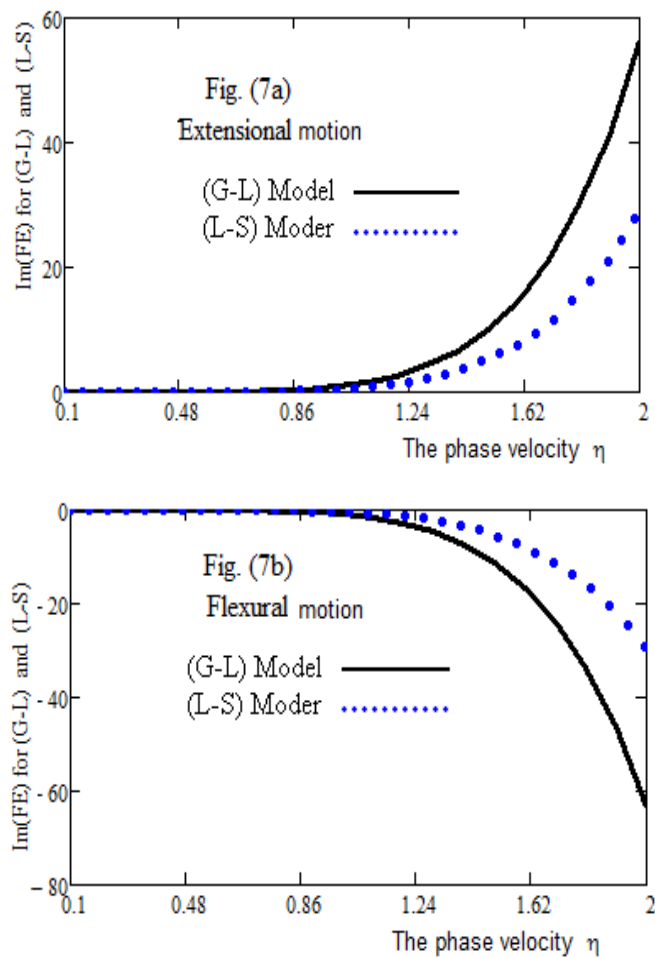 60
40
20
0
Im(FE) for (G-L) and (L-S)
Fig. (7a)
Extensional motion
(G-L) Model
(L-S) Moder
0.1 0.48 0.86 1.24 1.62 2
The phase velocity η
0
- 20
- 40
- 60
- 80
Im(FE) for (G-L) and (L-S)
Fig. (7b)
Flexural motion
(G-L) Model
(L-S) Moder
0.1 0.48 0.86 1.24 1.62 2
The phase velocity η